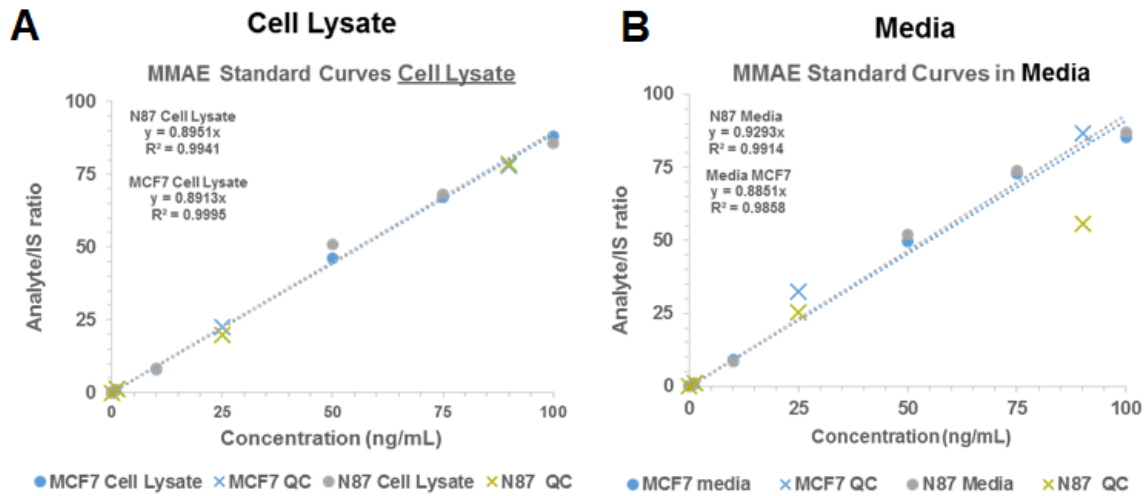 A
Cell Lysate
MMAE Standard Curves Cell Lysate
100
75
50
25
0
Analyte/IS ratio
N87 Cell Lysate
y = 0.8951x
R² = 0.9941
MCF7 Cell Lysate
y = 0.8913x
R² = 0.9995
0 25 50 75 100
Concentration (ng/mL)
MCF7 Cell Lysate MCF7 QC N87 Cell Lysate N87 QC
B
Media
MMAE Standard Curves in Media
100
75
50
25
0
Analyte/IS ratio
N87 Media
y = 0.9293x
R² = 0.9914
Media MCF7
y = 0.8851x
R² = 0.9858
0 25 50 75 100
Concentration (ng/mL)
MCF7 media MCF7 QC N87 Media N87 QC